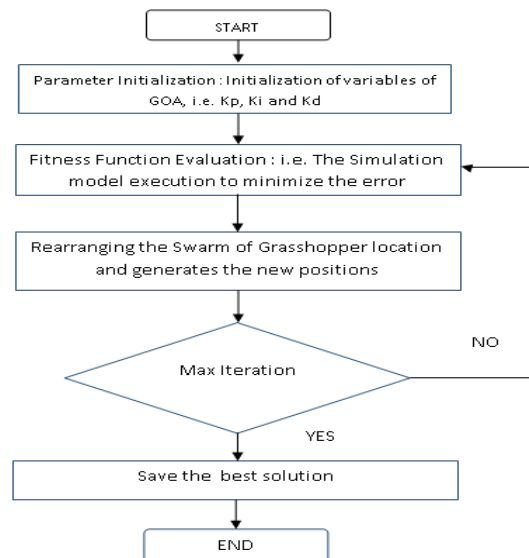 START
Parameter Initialization : Initialization of variables of
GOA, i.e. Kp, Ki and Kd
Fitness Function Evaluation : i.e. The Simulation
model execution to minimize the error
Rearranging the Swarm of Grasshopper location
and generates the new positions
Max Iteration
NO
YES
Save the best solution
END